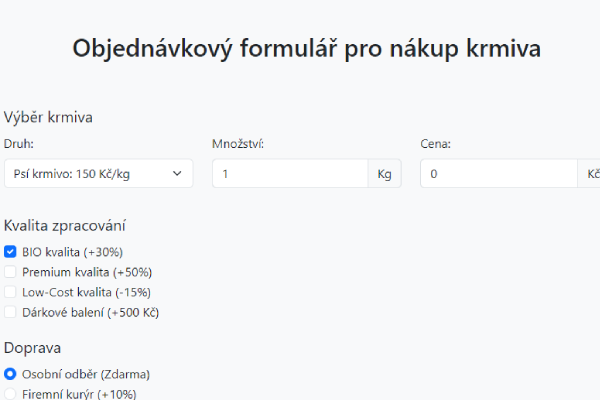 Objednávkový formulář pro nákup krmiva
Výběr krmiva
Druh: Množství: Cena:
Psí krmivo: 150 Kč/kg 1 Kg 0 Kč
Kvalita zpracování
BIO kvalita (+30%)
Premium kvalita (+50%)
Low-Cost kvalita (-15%)
Dárkové balení (+500 Kč)
Doprava
Osobní odběr (Zdarma)
Firemní kurýr (+10%)